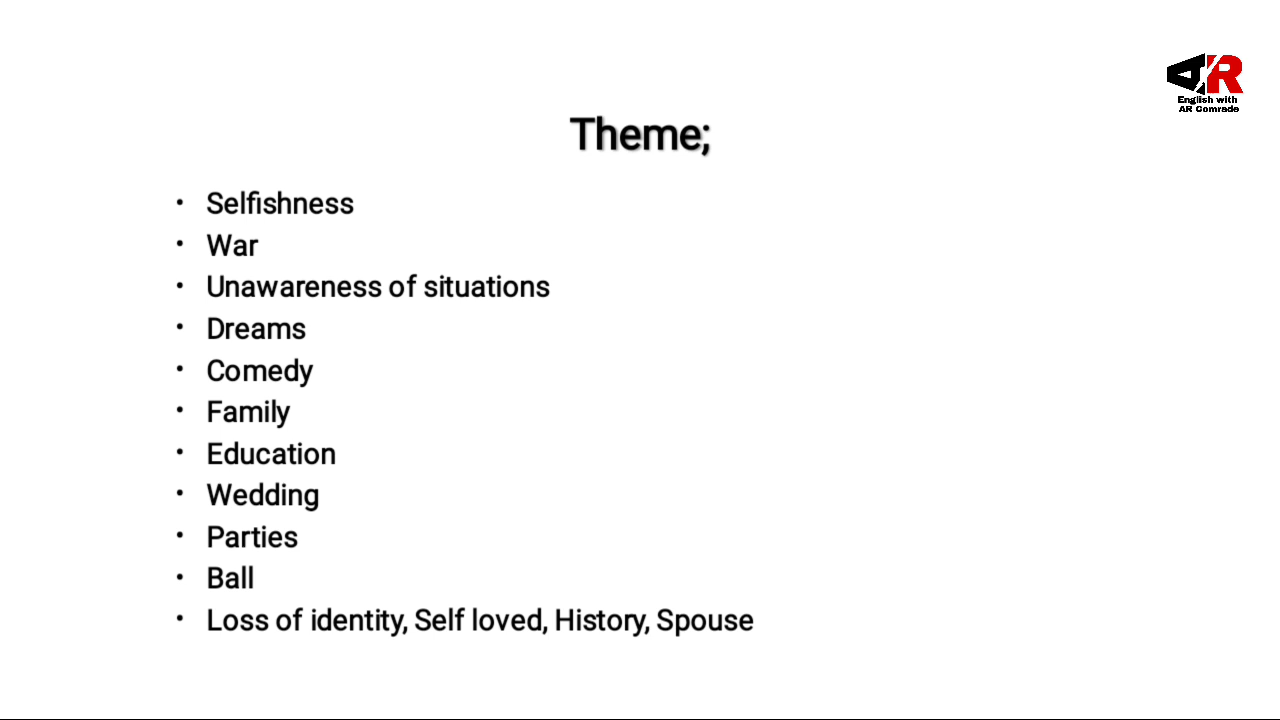 AR
English with
AR Comrade
Theme;
• Selfishness
• War
• Unawareness of situations
• Dreams
• Comedy
• Family
• Education
• Wedding
• Parties
• Ball
• Loss of identity, Self loved, History, Spouse